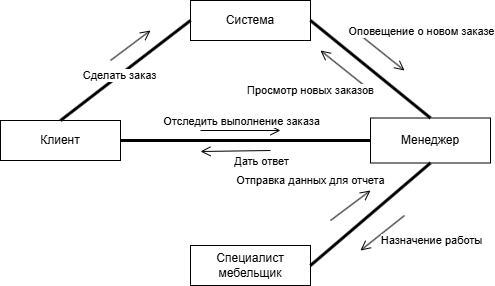 Система
Оповещение о новом заказе
Сделать заказ
Просмотр новых заказов
Отследить выполнение заказа
Клиент
Менеджер
Дать ответ
Отправка данных для отчета
Назначение работы
Специалист
мебельщик